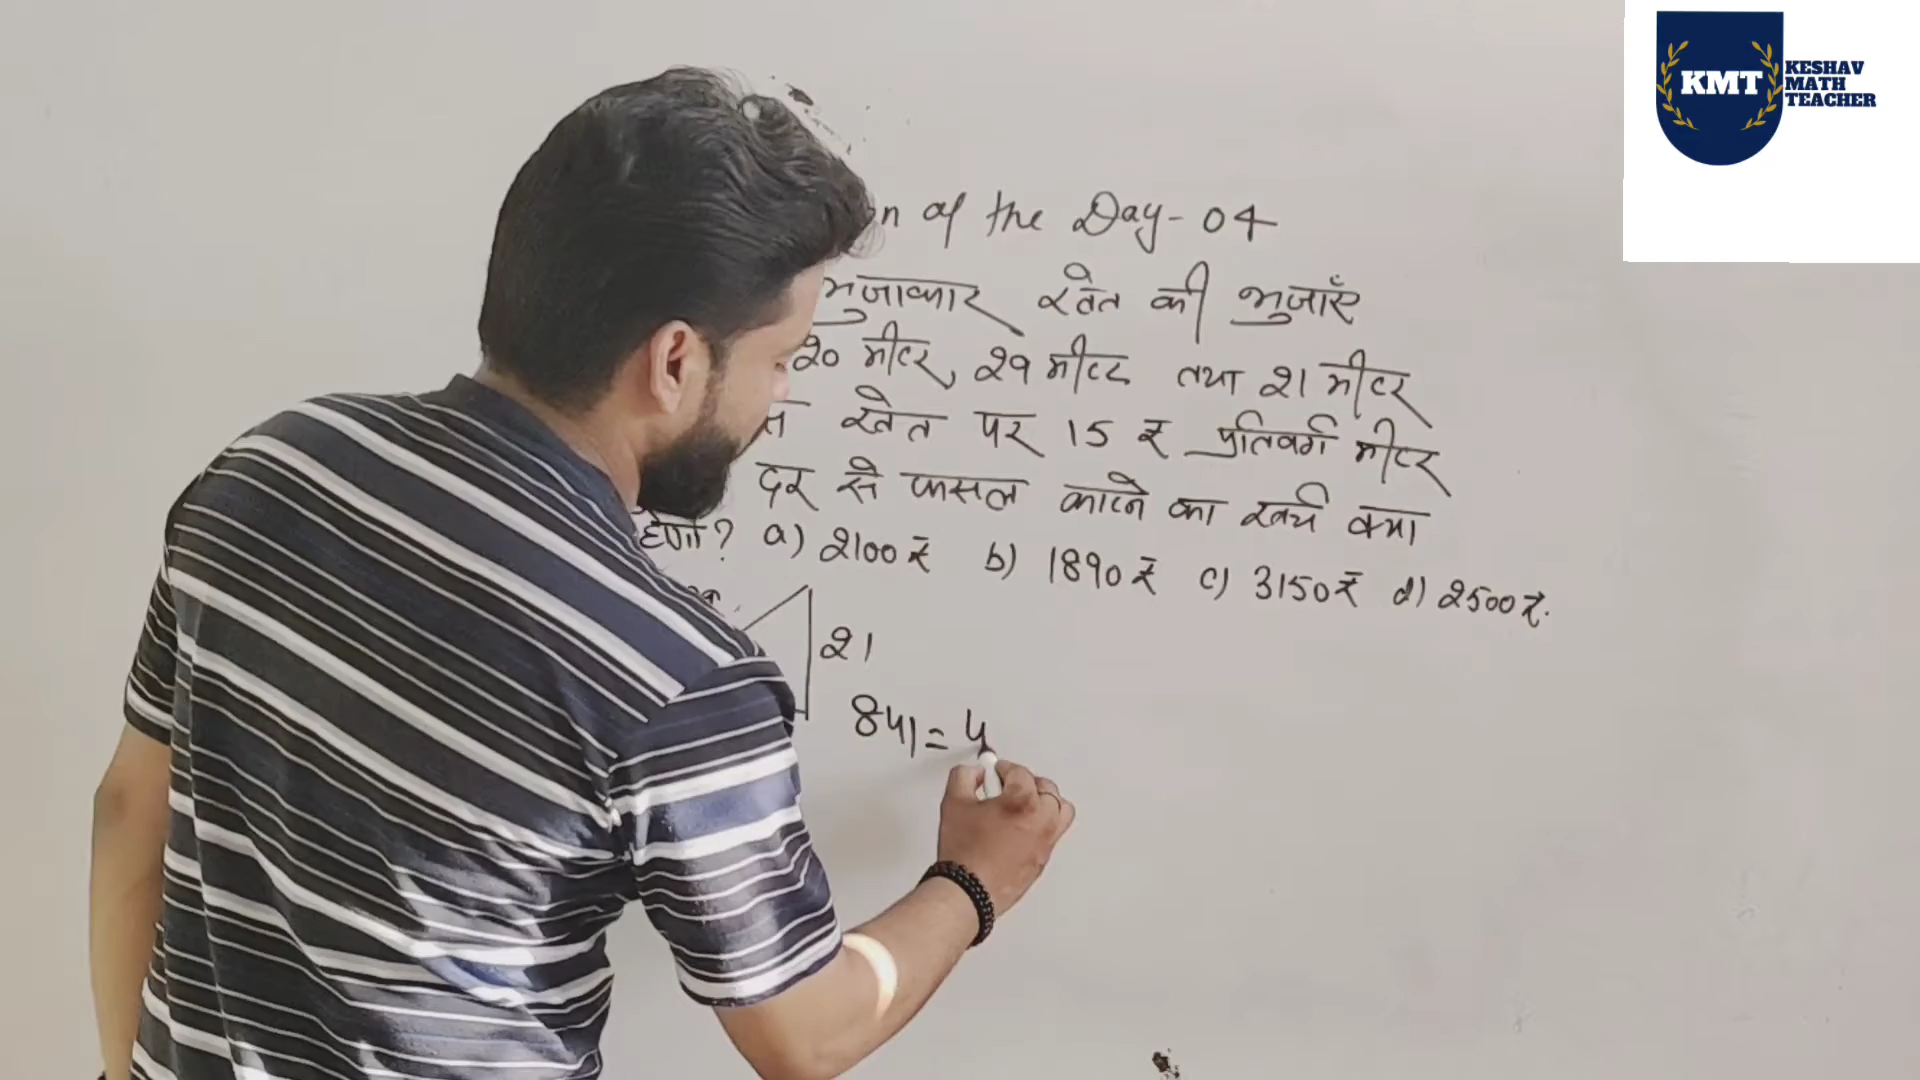 KMT
KESHAV
MATH
TEACHER
of the Day - 04
खेत की भुजाएँ
20 मीटर, 29 मीटर तथा 21 मीटर
खेत पर 15 ₹ प्रतिवर्ग मीटर
दर से फसल काटने का खर्च क्या
होगा? a) 2100 ₹ b) 1890 ₹ c) 3150 ₹ d) 2500 ₹.
21
841 = 4